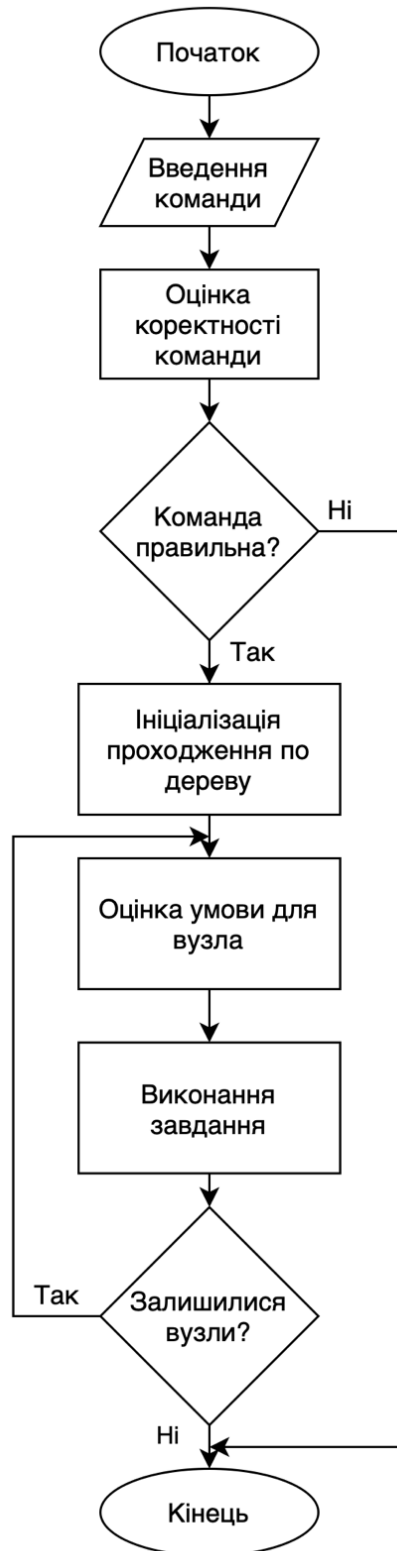 Початок
Введення
команди
Оцінка
коректності
команди
Команда
правильна?
Ні
Так
Ініціалізація
проходження по
дереву
Оцінка умови для
вузла
Виконання
завдання
Так
Залишилися
вузли?
Ні
Кінець